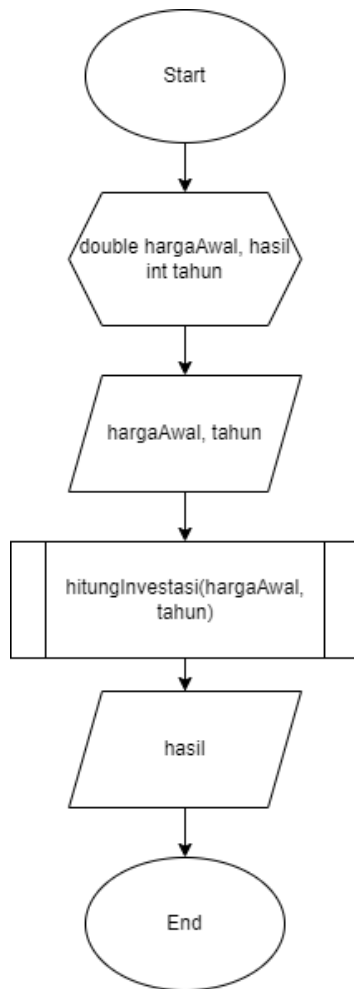 Start
double hargaAwal, hasil
int tahun
hargaAwal, tahun
hitungInvestasi(hargaAwal,
tahun)
hasil
End